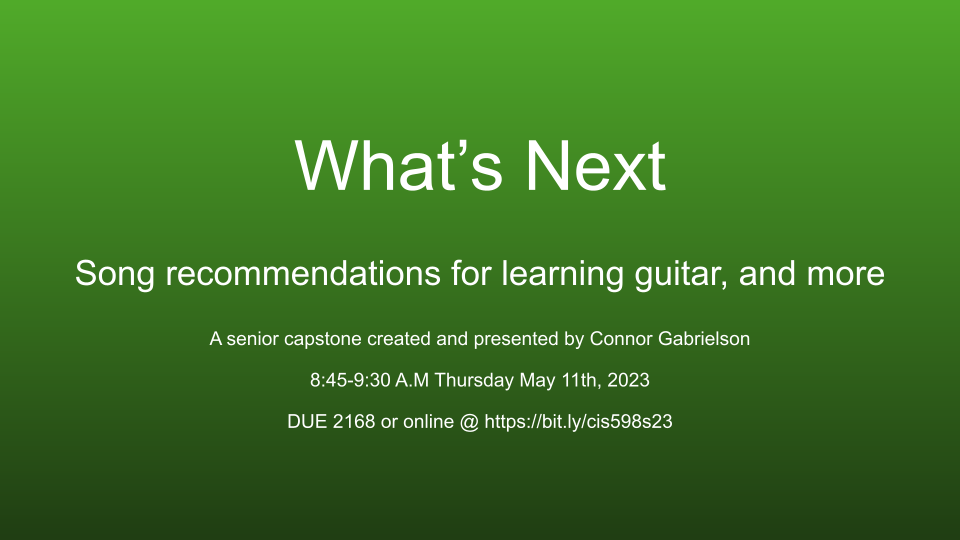 What’s Next
Song recommendations for learning guitar, and more
A senior capstone created and presented by Connor Gabrielson
8:45-9:30 A.M Thursday May 11th, 2023
DUE 2168 or online @ https://bit.ly/cis598s23